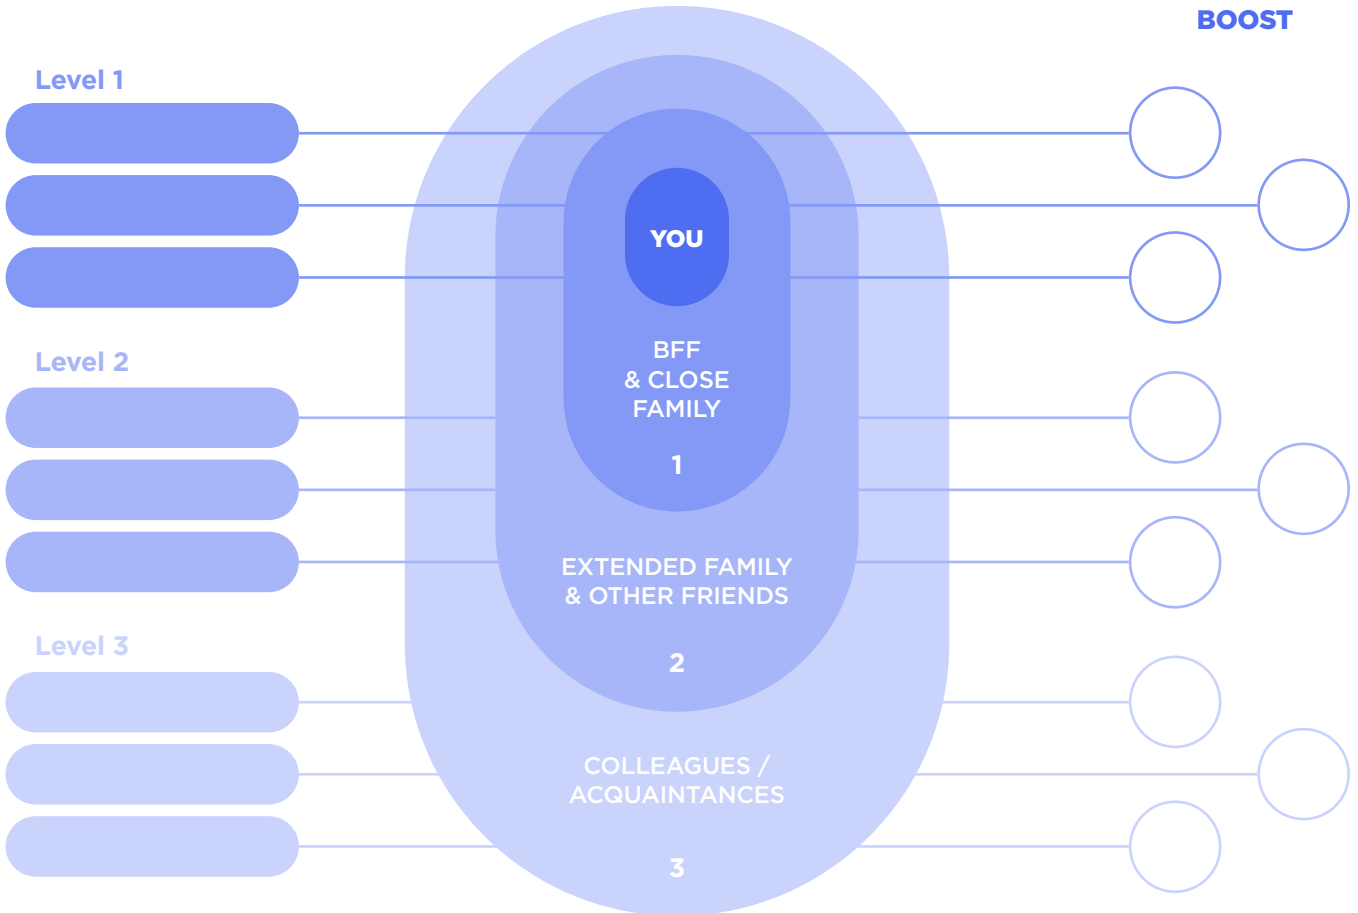 BOOST
Level 1
YOU
BFF
& CLOSE
FAMILY
1
Level 2
EXTENDED FAMILY
& OTHER FRIENDS
2
Level 3
COLLEAGUES /
ACQUAINTANCES
3